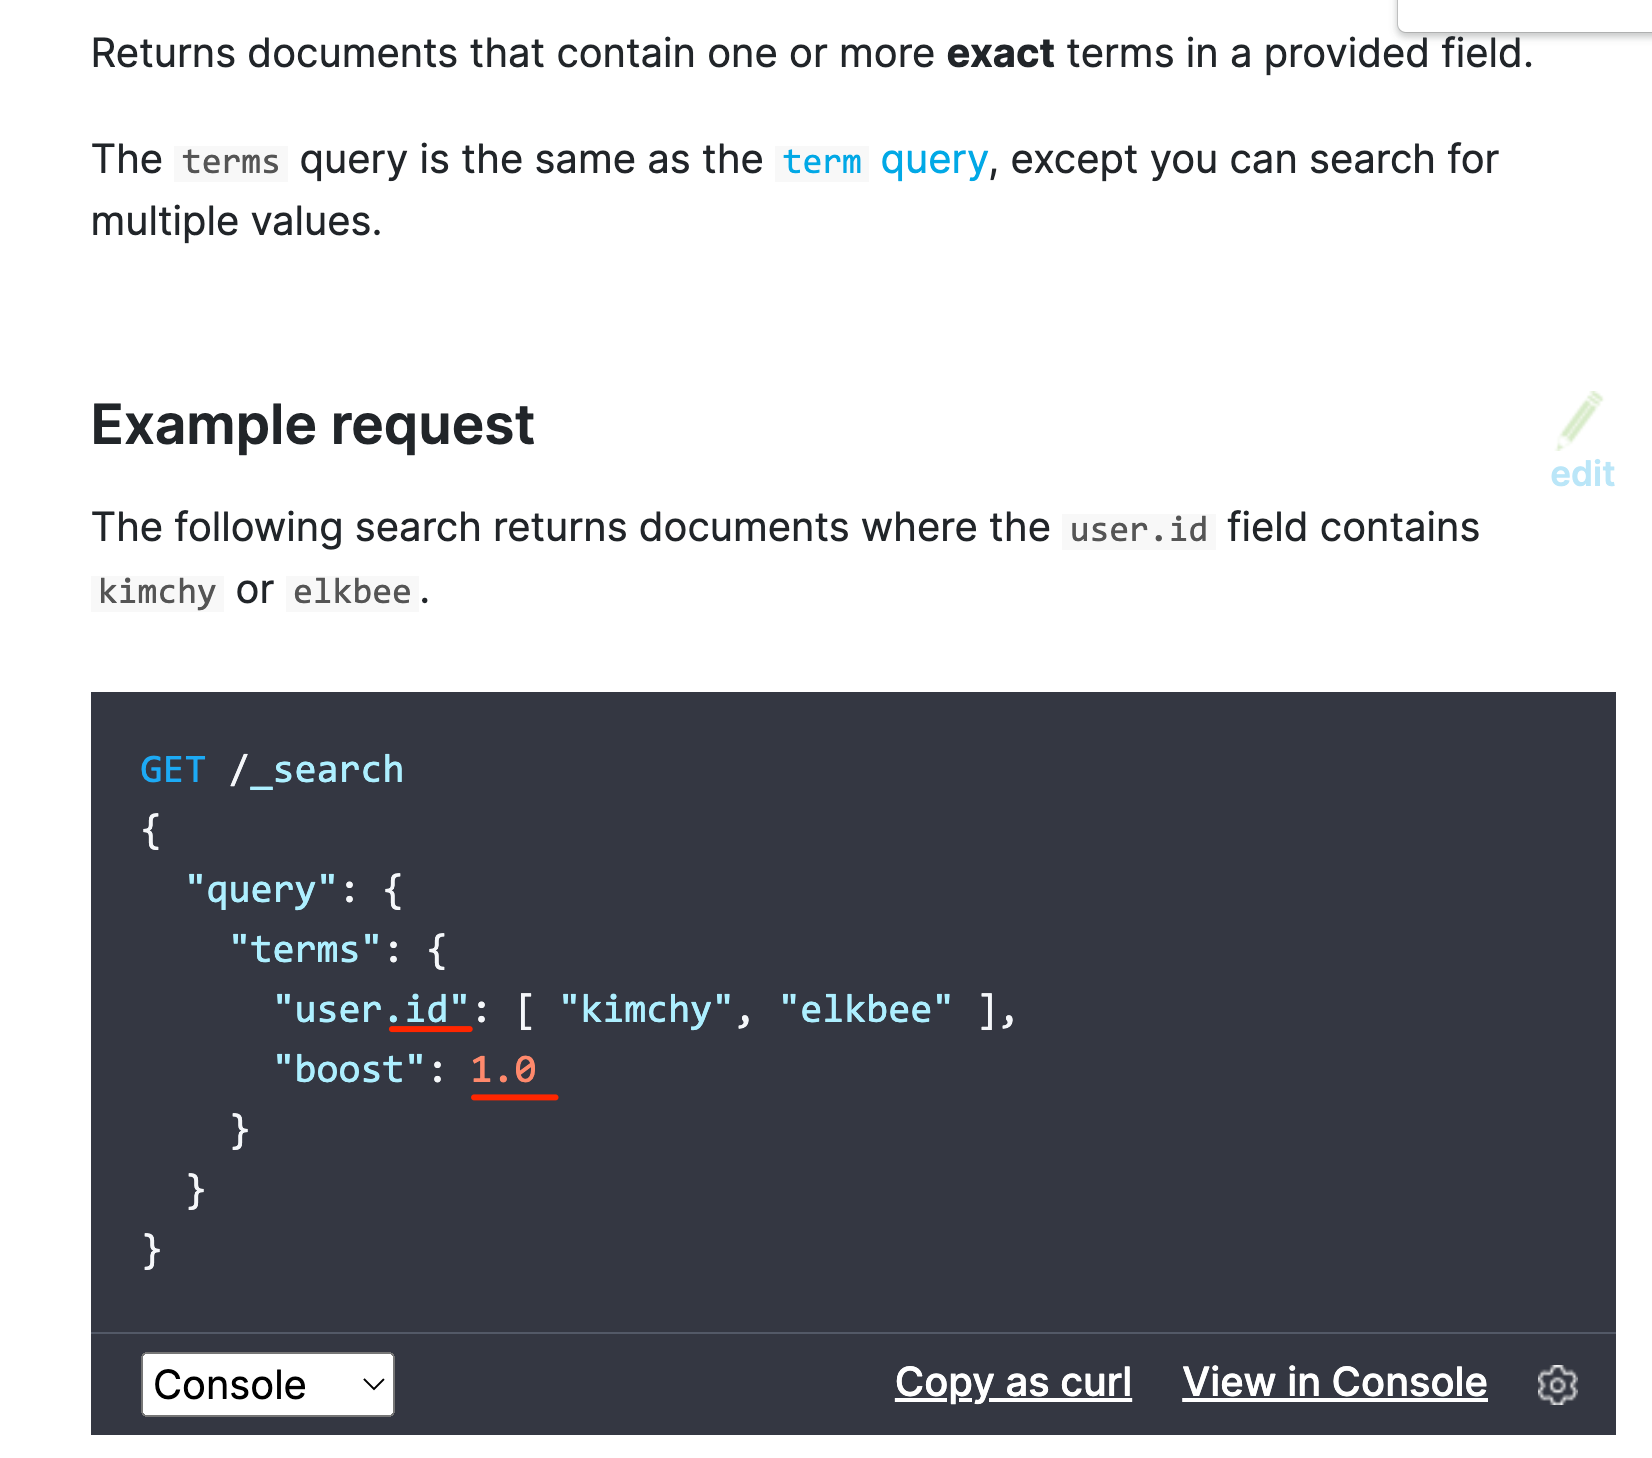 Returns documents that contain one or more exact terms in a provided field.
The terms query is the same as the term query, except you can search for
multiple values.
Example request
edit
The following search returns documents where the user.id field contains
kimchy or elkbee.
GET /_search
{
  "query": {
    "terms": {
      "user.id": [ "kimchy", "elkbee" ],
      "boost": 1.0
    }
  }
}
Console
Copy as curl
View in Console